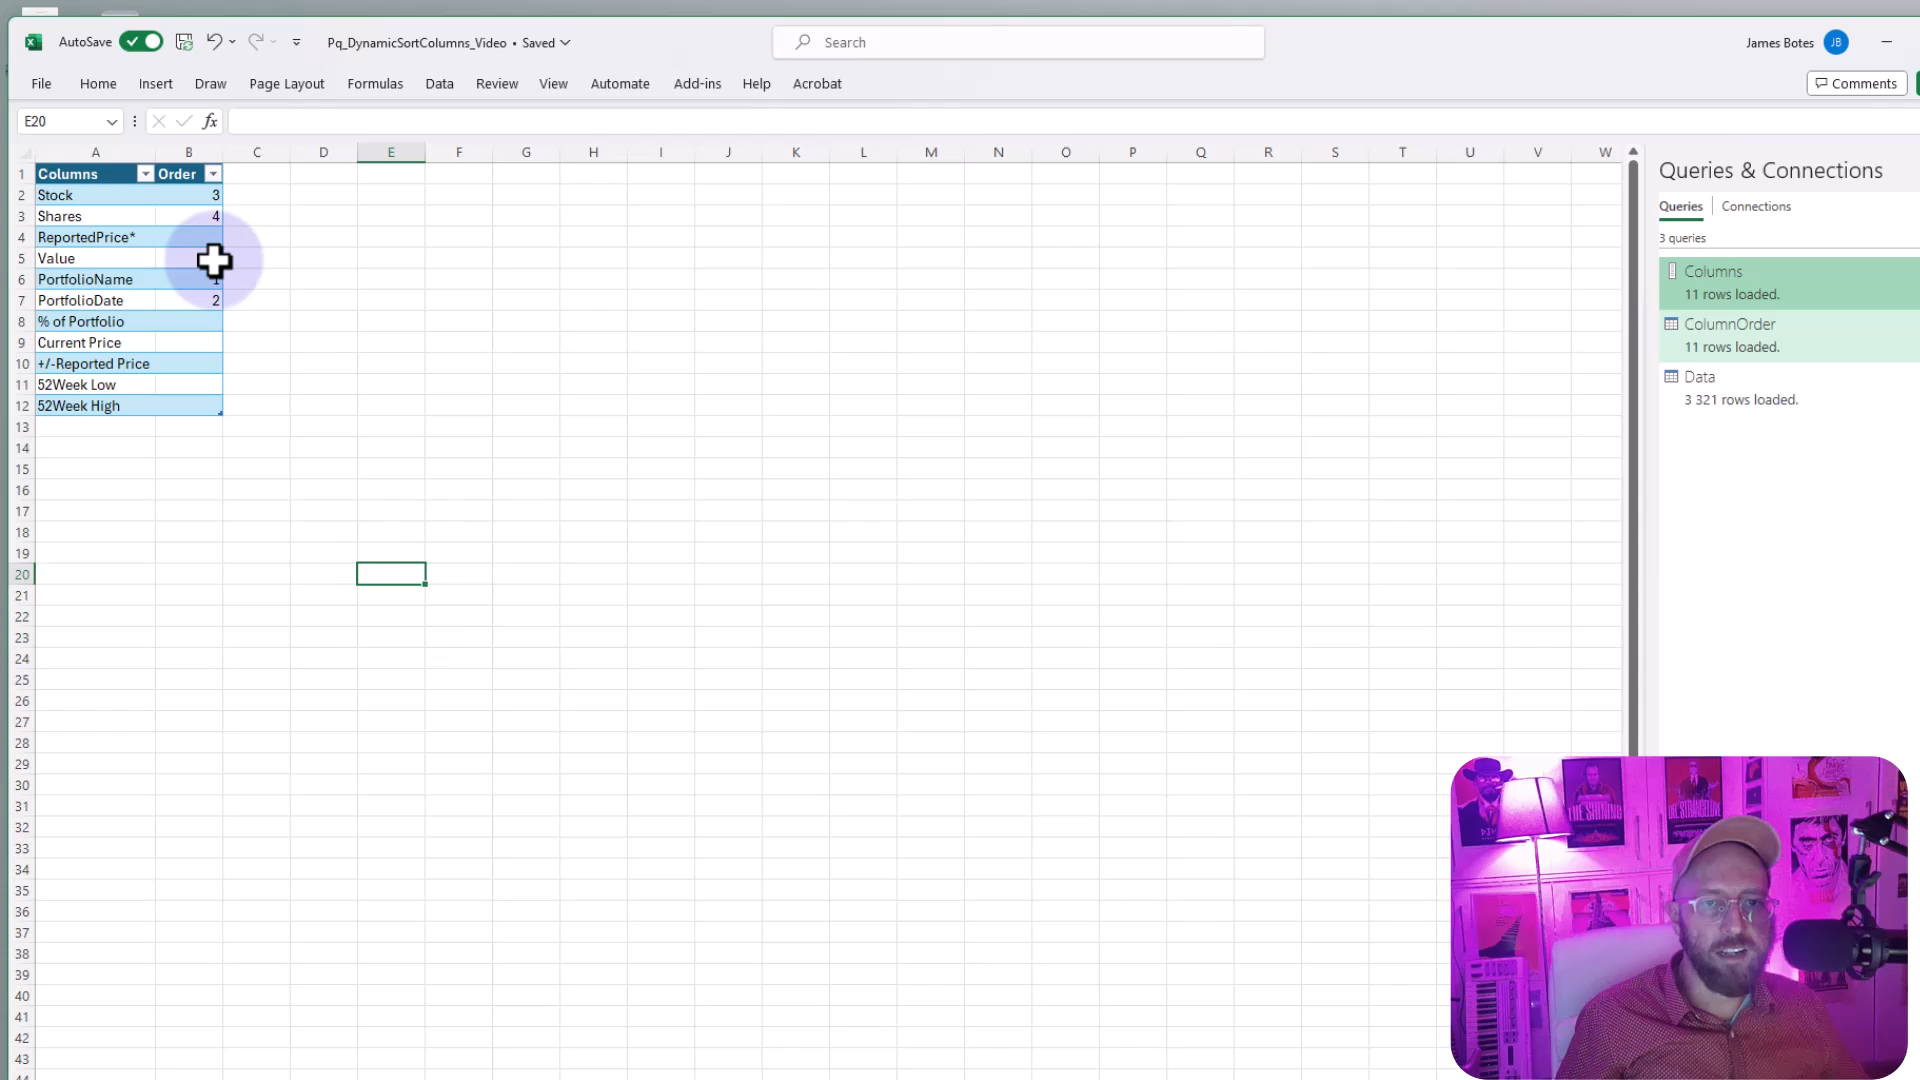 AutoSave
Pq_DynamicSortColumns_Video • Saved
Search
James Botes JB
File Home Insert Draw Page Layout Formulas Data Review View Automate Add-ins Help Acrobat
Comments
E20
fx
A B C D E F G H I J K L M N O P Q R S T U V W
1 Columns Order
2 Stock 3
3 Shares 4
4 ReportedPrice*
5 Value
6 PortfolioName 1
7 PortfolioDate 2
8 % of Portfolio
9 Current Price
10 +/-Reported Price
11 52Week Low
12 52Week High
13
14
15
16
17
18
19
20
21
22
23
24
25
26
27
28
29
30
31
32
33
34
35
36
37
38
39
40
41
42
43
Queries & Connections
Queries Connections
3 queries
Columns
11 rows loaded.
ColumnOrder
11 rows loaded.
Data
3 321 rows loaded.
THE SHINING